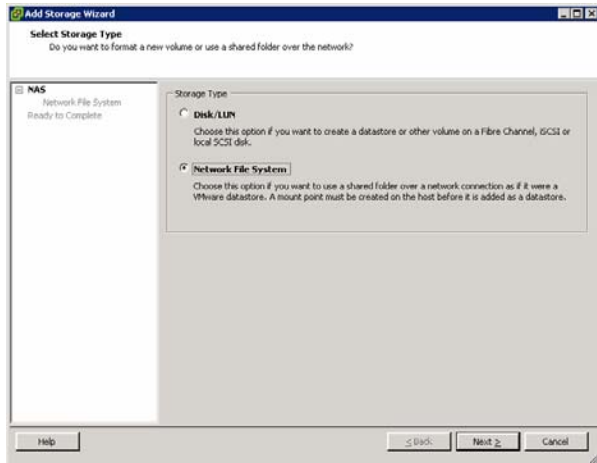 Add Storage Wizard
Select Storage Type
Do you want to format a new volume or use a shared folder over the network?
NAS
Network File System
Ready to Complete
Storage Type
Disk/LUN
Choose this option if you want to create a datastore or other volume on a Fibre Channel, iSCSI or
local SCSI disk.
Network File System
Choose this option if you want to use a shared folder over a network connection as if it were a
VMware datastore. A mount point must be created on the host before it is added as a datastore.
Help
< Back
Next >
Cancel